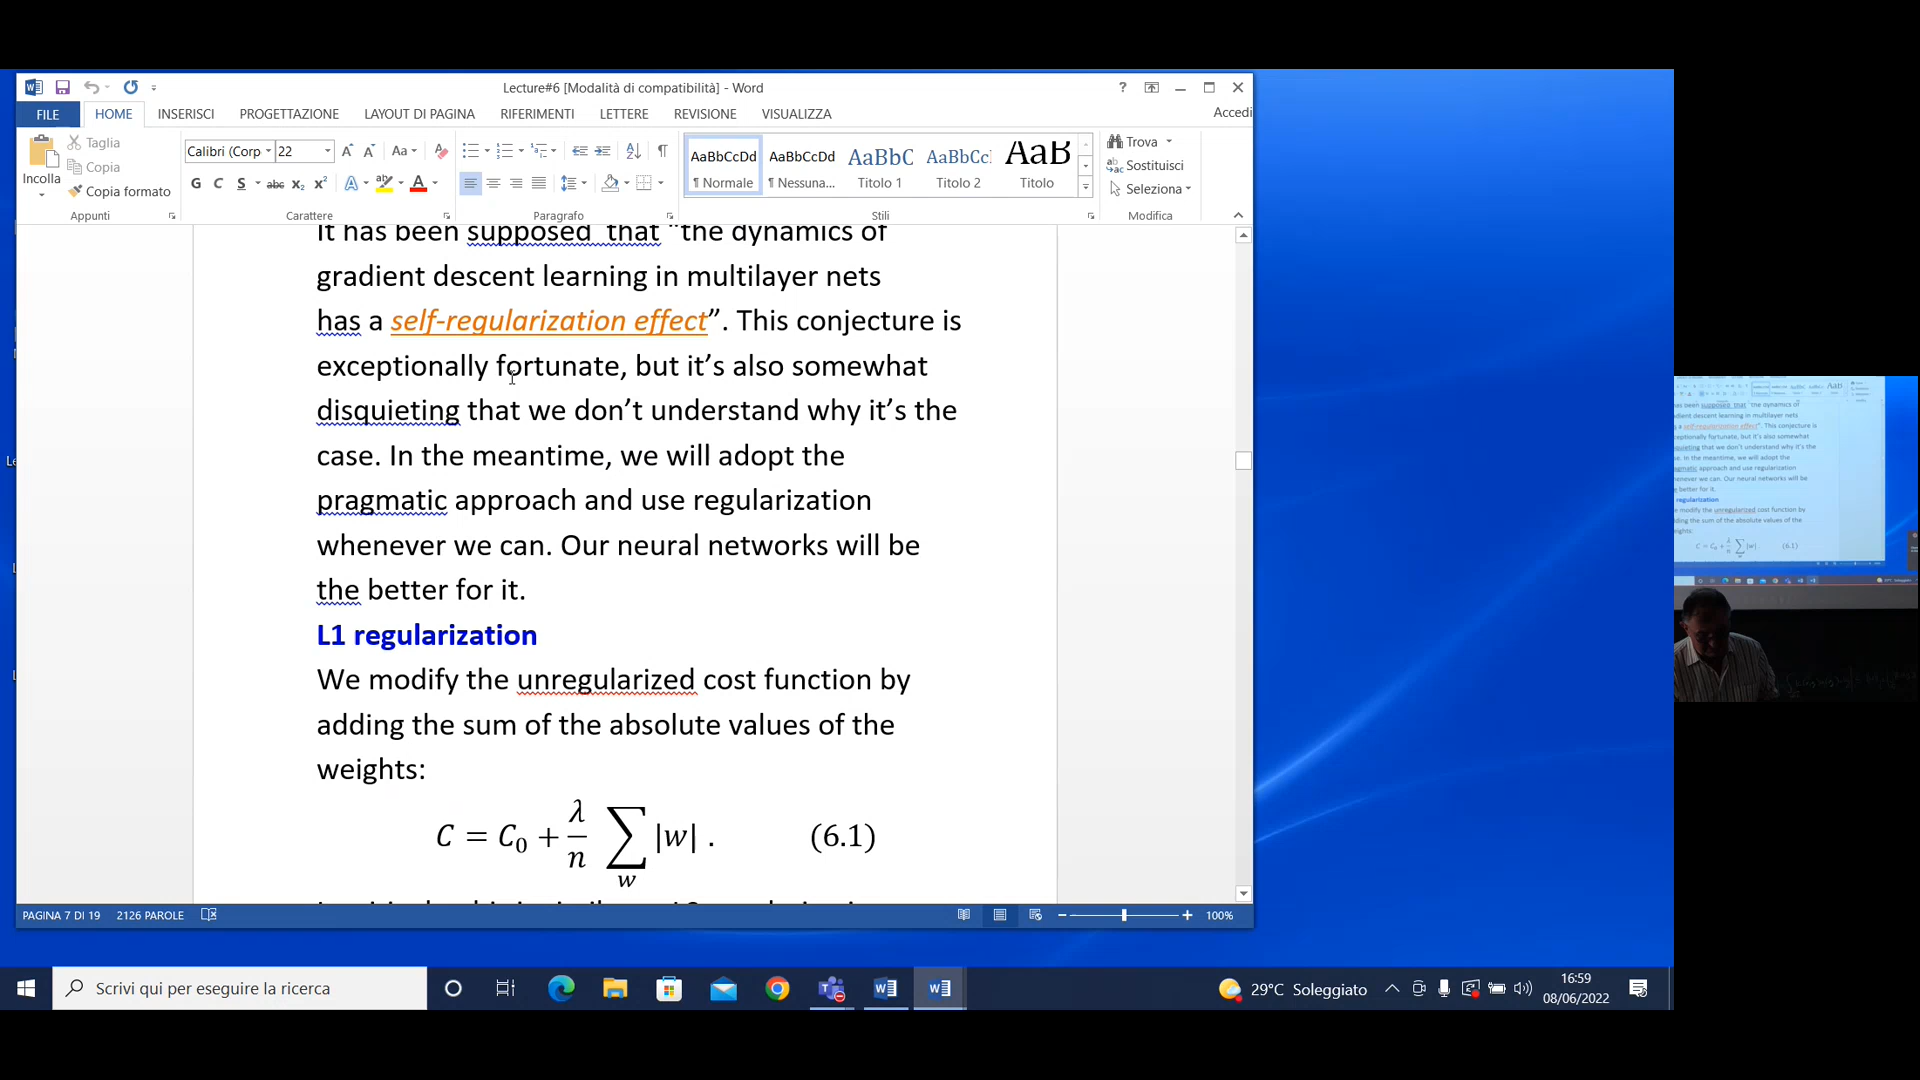 Lecture#6 [Modalità di compatibilità] - Word
FILE HOME INSERISCI PROGETTAZIONE LAYOUT DI PAGINA RIFERIMENTI LETTERE REVISIONE VISUALIZZA Accedi
Incolla
Taglia
Copia
Copia formato
Appunti
Calibri (Corp 22
G C S abc x₂ x²
Carattere
Paragrafo
AaBbCcDd AaBbCcDd AaBbC AaBbCc AaB
¶ Normale ¶ Nessuna... Titolo 1 Titolo 2 Titolo
Stili
Trova
Sostituisci
Seleziona
Modifica
It has been supposed that “the dynamics of
gradient descent learning in multilayer nets
has a self-regularization effect”. This conjecture is
exceptionally fortunate, but it’s also somewhat
disquieting that we don’t understand why it’s the
case. In the meantime, we will adopt the
pragmatic approach and use regularization
whenever we can. Our neural networks will be
the better for it.
L1 regularization
We modify the unregularized cost function by
adding the sum of the absolute values of the
weights:
C = C₀ + λ/n ∑_w |w| . (6.1)
PAGINA 7 DI 19 2126 PAROLE 100%
Scrivi qui per eseguire la ricerca
29°C Soleggiato
16:59
08/06/2022